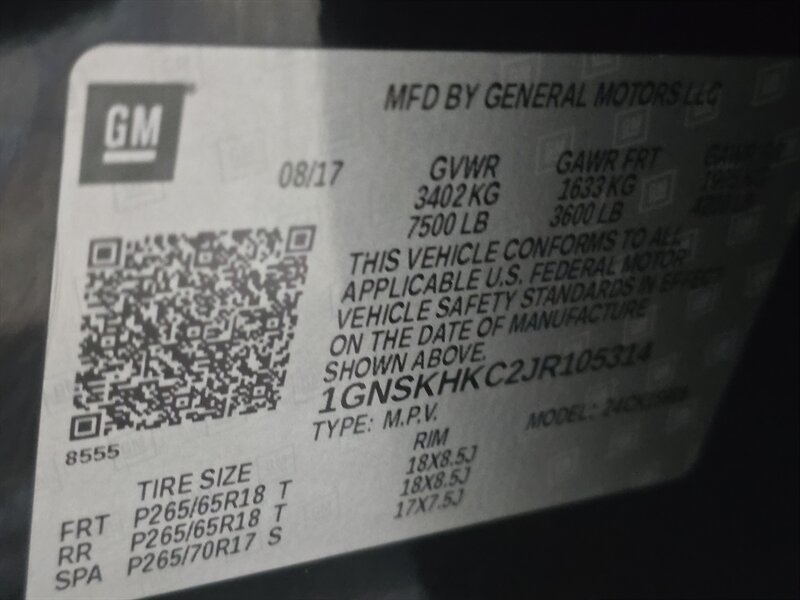 GM
MFD BY GENERAL MOTORS LLC
08/17
GVWR GAWR FRT
3402 KG 1633 KG
7500 LB 3600 LB
THIS VEHICLE CONFORMS TO ALL
APPLICABLE U.S. FEDERAL MOTOR
VEHICLE SAFETY STANDARDS IN EFFECT
ON THE DATE OF MANUFACTURE
SHOWN ABOVE.
1GNSKHKC2JR105314
TYPE: M.P.V. MODEL:
8555
TIRE SIZE RIM
FRT P265/65R18 T 18X8.5J
RR P265/65R18 T 18X8.5J
SPA P265/70R17 S 17X7.5J